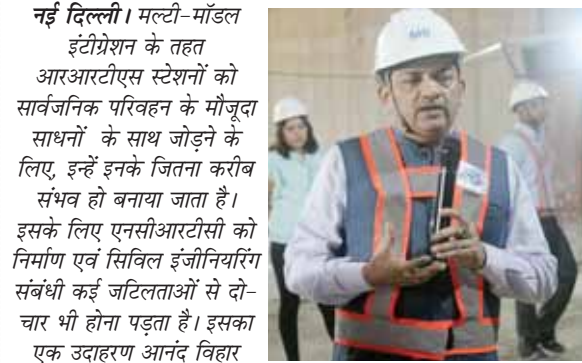 नई दिल्ली। मल्टी-मॉडल
इंटीग्रेशन के तहत
आरआरटीएस स्टेशनों को
सार्वजनिक परिवहन के मौजूदा
साधनों के साथ जोड़ने के
लिए, इन्हें इनके जितना करीब
संभव हो बनाया जाता है।
इसके लिए एनसीआरटीसी को
निर्माण एवं सिविल इंजीनियरिंग
संबंधी कई जटिलताओं से दो-
चार भी होना पड़ता है। इसका
एक उदाहरण आनंद विहार